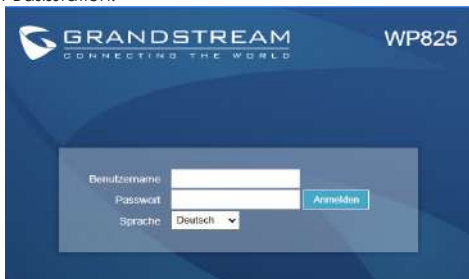 GRANDSTREAM
CONNECTING THE WORLD
WP825
Benutzername
Passwort
Anmelden
Sprache
Deutsch